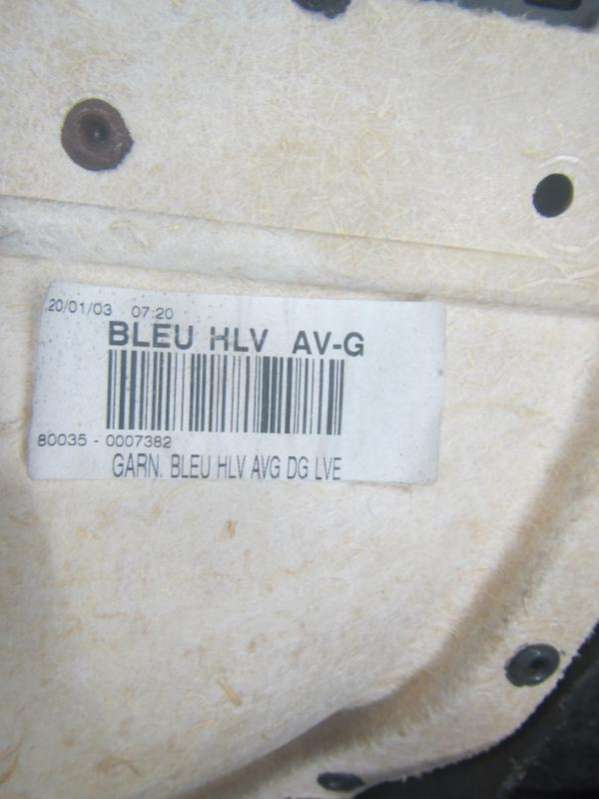 20/01/03 07:20
BLEU HLV AV-G
80035 - 0007382
GARN. BLEU HLV AVG DG LVE